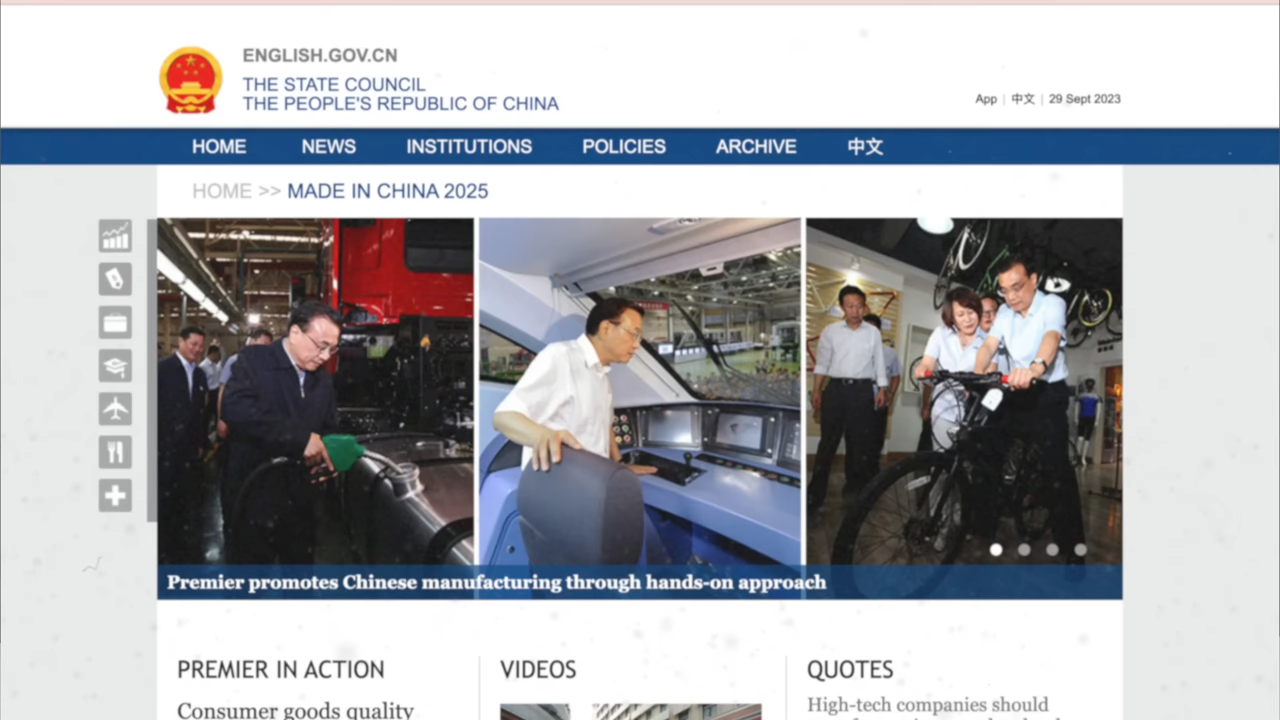 ENGLISH.GOV.CN
THE STATE COUNCIL
THE PEOPLE'S REPUBLIC OF CHINA
App | 中文 | 29 Sept 2023
HOME NEWS INSTITUTIONS POLICIES ARCHIVE 中文
HOME >> MADE IN CHINA 2025
Premier promotes Chinese manufacturing through hands-on approach
PREMIER IN ACTION
Consumer goods quality
VIDEOS
QUOTES
High-tech companies should